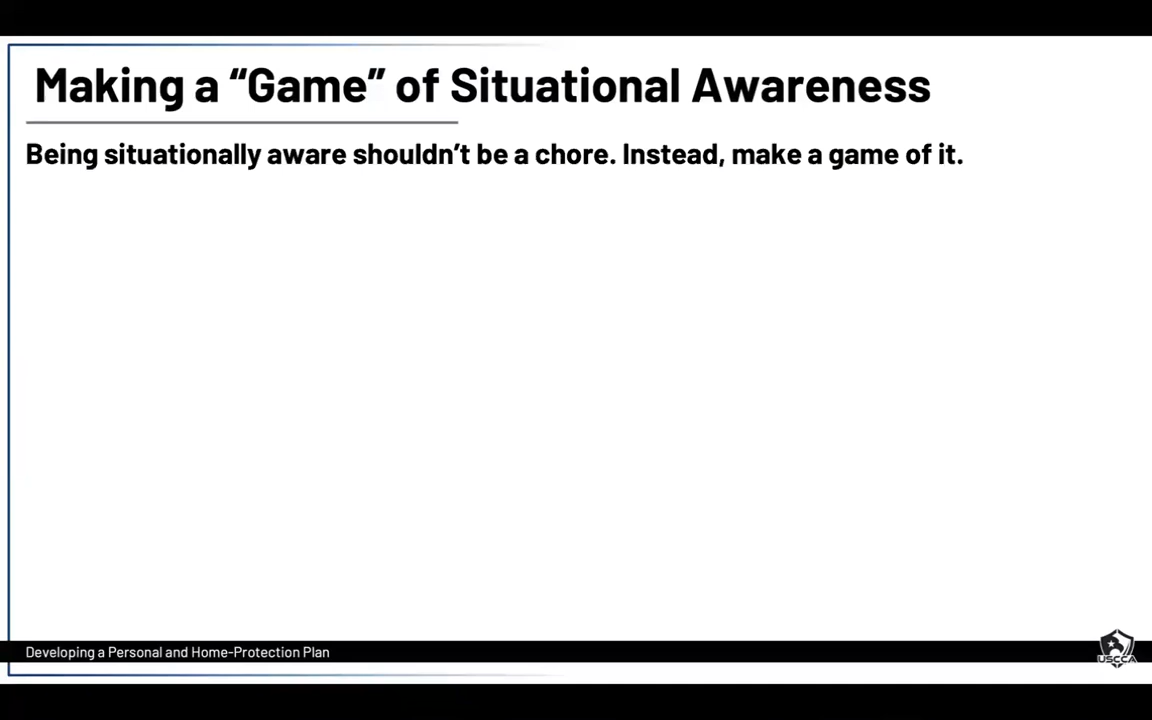 Making a “Game” of Situational Awareness
Being situationally aware shouldn’t be a chore. Instead, make a game of it.
Developing a Personal and Home-Protection Plan
USCCA